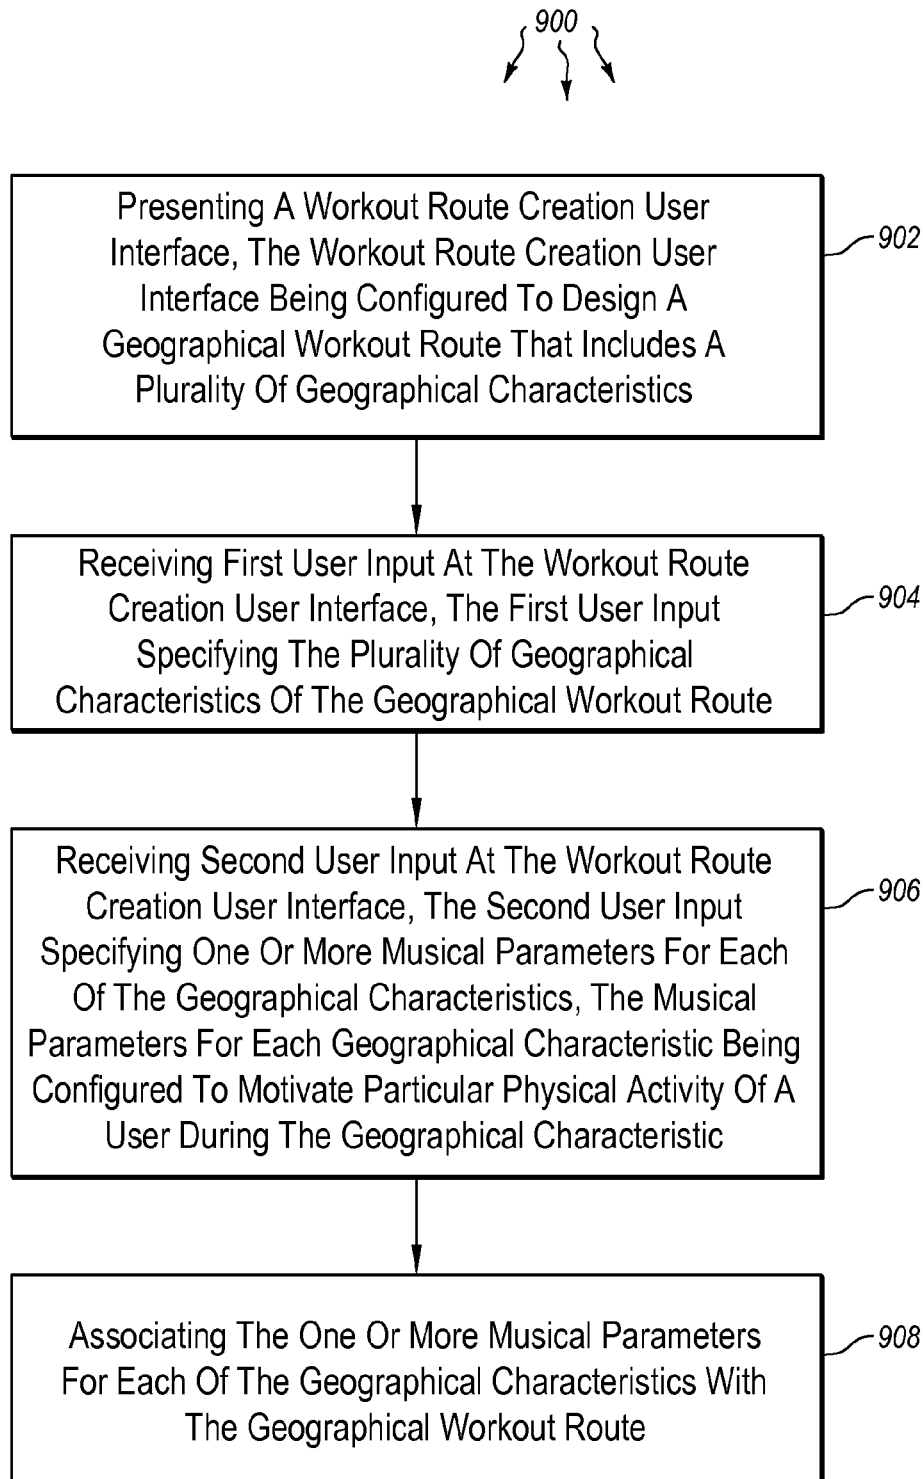 900
Presenting A Workout Route Creation User
Interface, The Workout Route Creation User
Interface Being Configured To Design A
Geographical Workout Route That Includes A
Plurality Of Geographical Characteristics
902
Receiving First User Input At The Workout Route
Creation User Interface, The First User Input
Specifying The Plurality Of Geographical
Characteristics Of The Geographical Workout Route
904
Receiving Second User Input At The Workout Route
Creation User Interface, The Second User Input
Specifying One Or More Musical Parameters For Each
Of The Geographical Characteristics, The Musical
Parameters For Each Geographical Characteristic Being
Configured To Motivate Particular Physical Activity Of A
User During The Geographical Characteristic
906
Associating The One Or More Musical Parameters
For Each Of The Geographical Characteristics With
The Geographical Workout Route
908